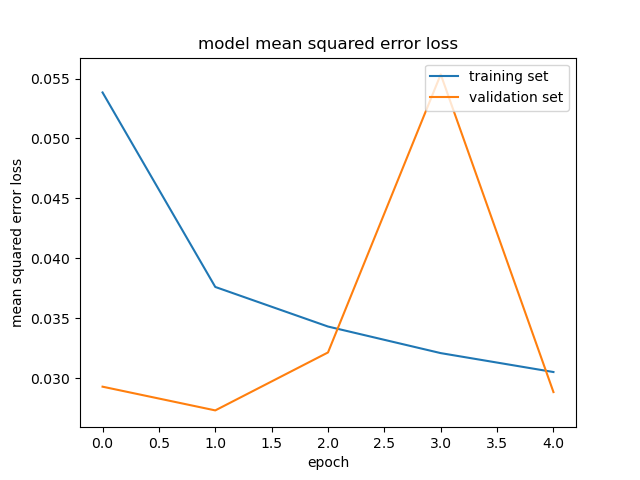 model mean squared error loss
training set
validation set
0.055
0.050
0.045
0.040
0.035
0.030
mean squared error loss
0.0 0.5 1.0 1.5 2.0 2.5 3.0 3.5 4.0
epoch